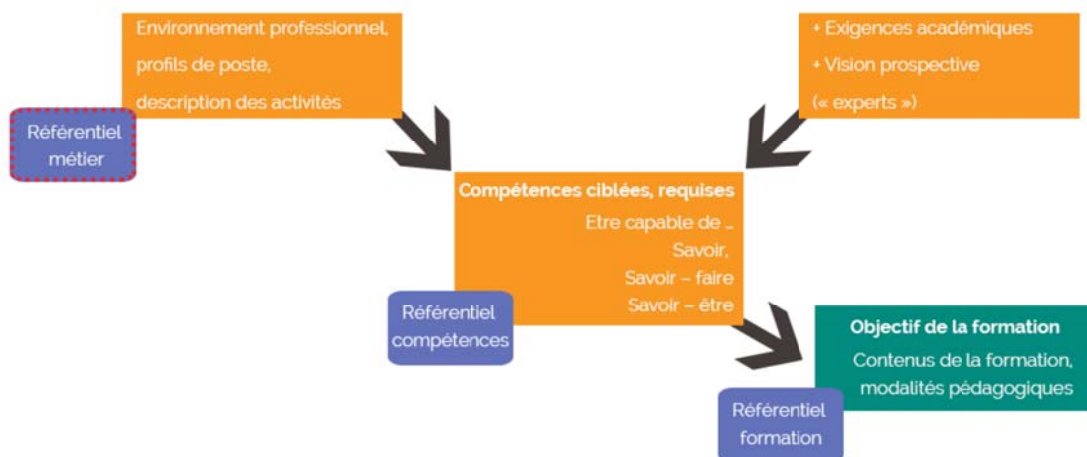 Environnement professionnel,
profils de poste,
description des activités
Référentiel
métier
+ Exigences académiques
+ Vision prospective
(« experts »)
Compétences ciblées, requises
Etre capable de ...
Savoir,
Savoir – faire
Savoir – être
Référentiel
compétences
Objectif de la formation
Contenus de la formation,
modalités pédagogiques
Référentiel
formation